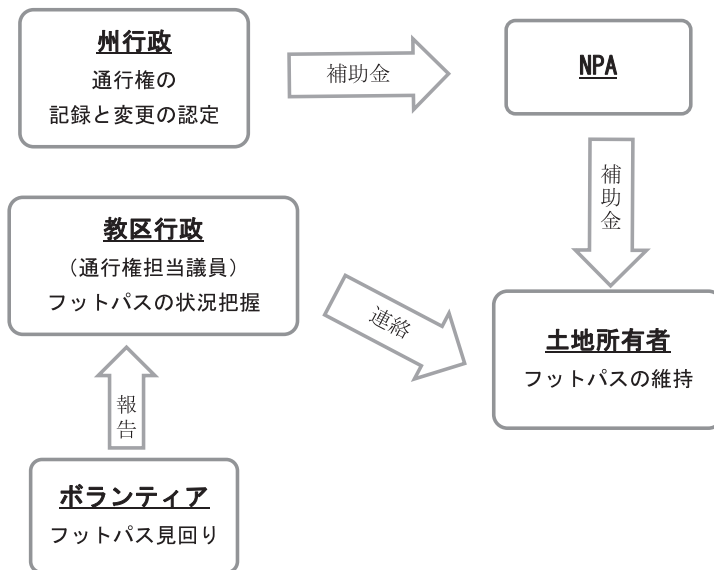 州行政
通行権の
記録と変更の認定
補助金
NPA
補助金
教区行政
（通行権担当議員）
フットパスの状況把握
連絡
土地所有者
フットパスの維持
報告
ボランティア
フットパス見回り